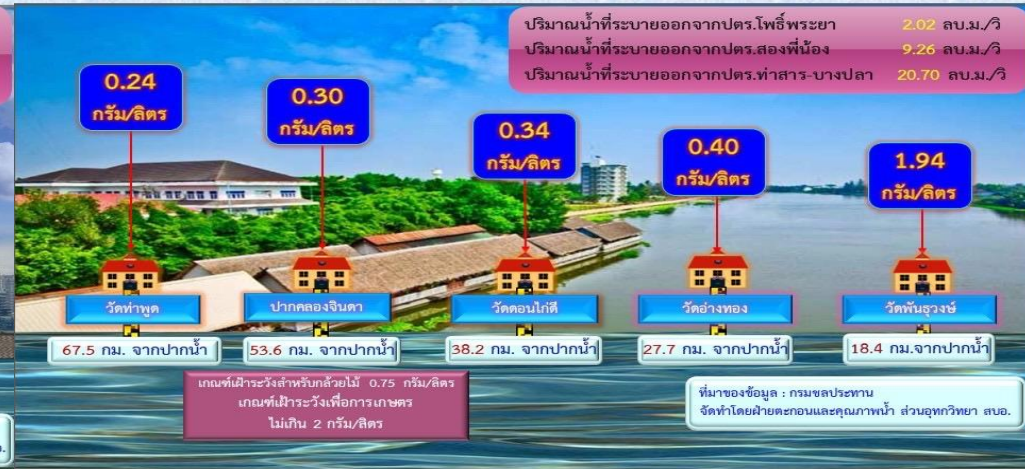 ปริมาณน้ำที่ระบายออกจากปตร.โพธิ์พระยา 2.02 ลบ.ม./วิ
ปริมาณน้ำที่ระบายออกจากปตร.สองพี่น้อง 9.26 ลบ.ม./วิ
ปริมาณน้ำที่ระบายออกจากปตร.ท่าสาร-บางปลา 20.70 ลบ.ม./วิ
0.24
กรัม/ลิตร
0.30
กรัม/ลิตร
0.34
กรัม/ลิตร
0.40
กรัม/ลิตร
1.94
กรัม/ลิตร
วัดท่าพูด
ปากคลองจินดา
วัดดอนไก่ดี
วัดอ่างทอง
วัดพันธุวงษ์
67.5 กม. จากปากน้ำ
53.6 กม. จากปากน้ำ
38.2 กม. จากปากน้ำ
27.7 กม. จากปากน้ำ
18.4 กม.จากปากน้ำ
เกณฑ์เฝ้าระวังสำหรับกล้วยไม้ 0.75 กรัม/ลิตร
เกณฑ์เฝ้าระวังเพื่อการเกษตร
ไม่เกิน 2 กรัม/ลิตร
ที่มาของข้อมูล : กรมชลประทาน
จัดทำโดยฝ่ายตะกอนและคุณภาพน้ำ ส่วนอุทกวิทยา สบอ.